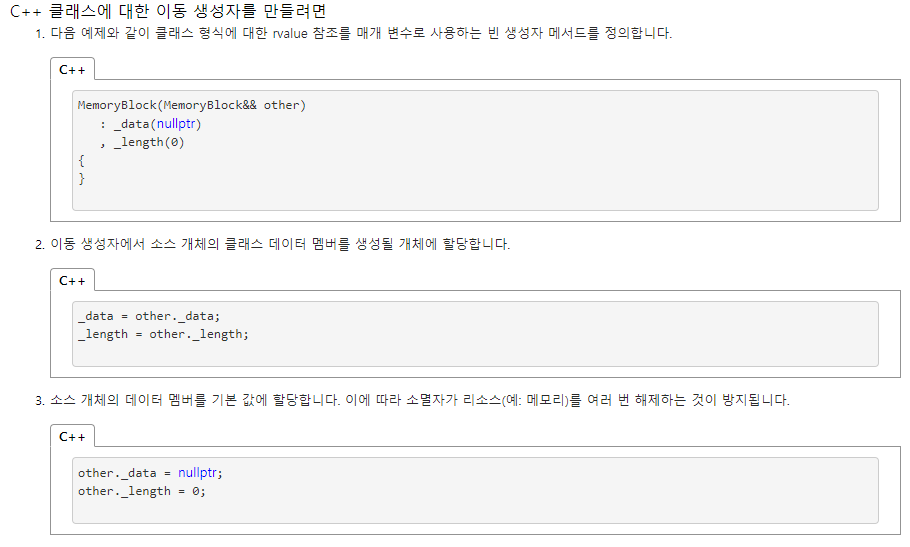 C++ 클래스에 대한 이동 생성자를 만들려면
1. 다음 예제와 같이 클래스 형식에 대한 rvalue 참조를 매개 변수로 사용하는 빈 생성자 메서드를 정의합니다.
C++
MemoryBlock(MemoryBlock&& other)
   : _data(nullptr)
   , _length(0)
{
}
2. 이동 생성자에서 소스 개체의 클래스 데이터 멤버를 생성될 개체에 할당합니다.
C++
_data = other._data;
_length = other._length;
3. 소스 개체의 데이터 멤버를 기본 값에 할당합니다. 이에 따라 소멸자가 리소스(예: 메모리)를 여러 번 해제하는 것이 방지됩니다.
C++
other._data = nullptr;
other._length = 0;